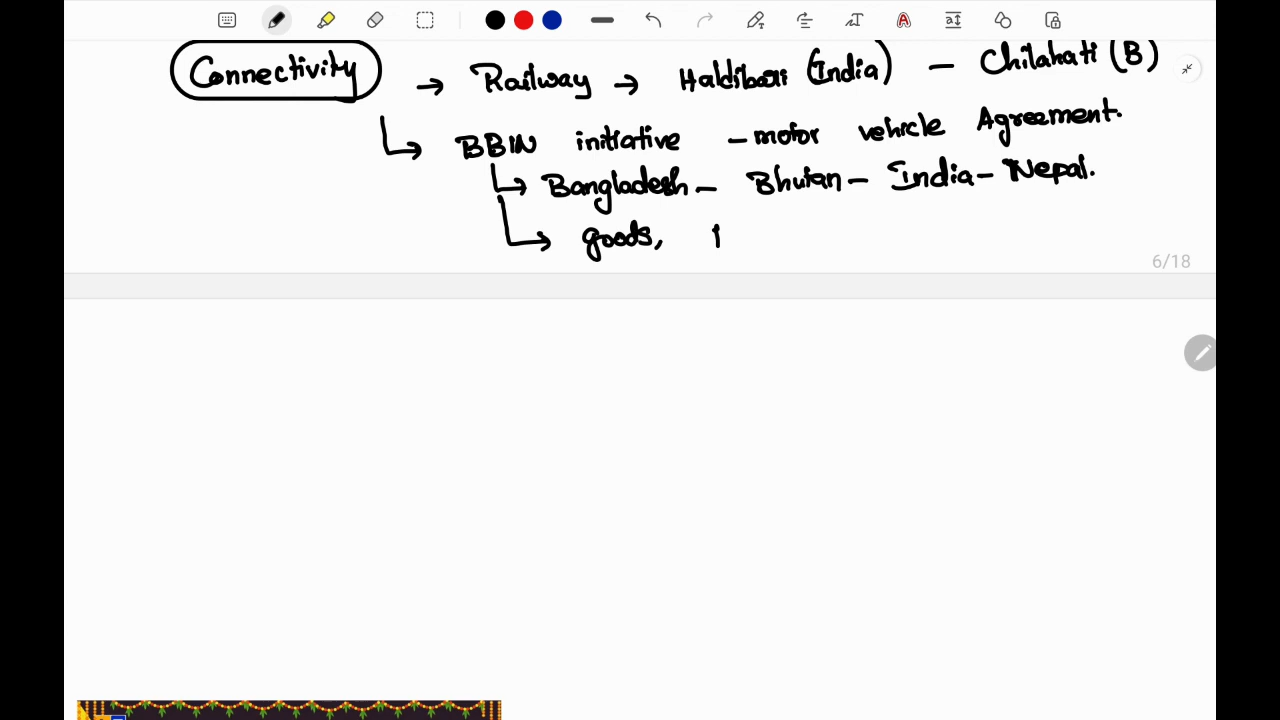 Connectivity → Railway → Haldibari (India) — Chilahati (B)
↳ BBIN initiative - motor vehicle Agreement.
↳ Bangladesh - Bhutan - India - Nepal.
↳ goods,
6/18